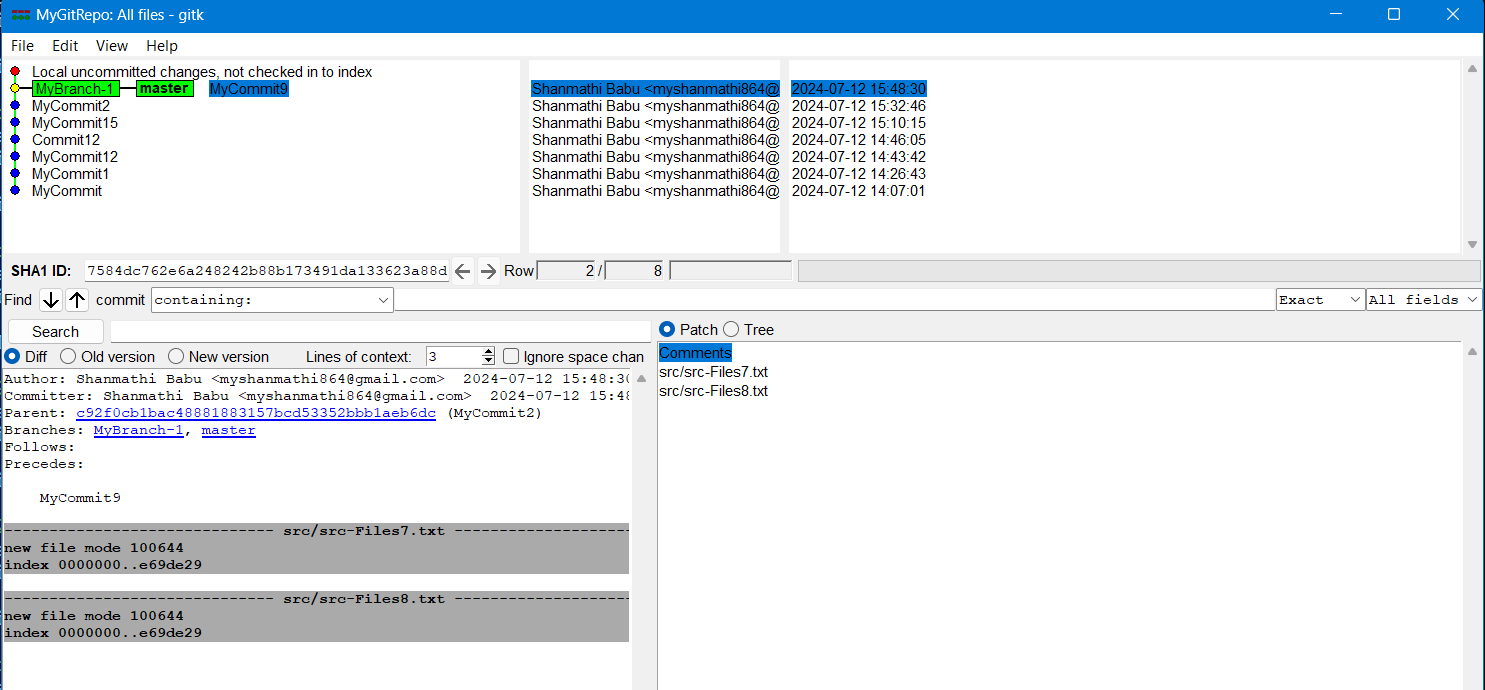 MyGitRepo: All files - gitk
File Edit View Help
Local uncommitted changes, not checked in to index
MyBranch-1 master MyCommit9 Shanmathi Babu <myshanmathi864@ 2024-07-12 15:48:30
MyCommit2 Shanmathi Babu <myshanmathi864@ 2024-07-12 15:32:46
MyCommit15 Shanmathi Babu <myshanmathi864@ 2024-07-12 15:10:15
Commit12 Shanmathi Babu <myshanmathi864@ 2024-07-12 14:46:05
MyCommit12 Shanmathi Babu <myshanmathi864@ 2024-07-12 14:43:42
MyCommit1 Shanmathi Babu <myshanmathi864@ 2024-07-12 14:26:43
MyCommit Shanmathi Babu <myshanmathi864@ 2024-07-12 14:07:01
SHA1 ID: 7584dc762e6a248242b88b173491da133623a88d Row 2 / 8
Find commit containing: Exact All fields
Search
Patch Tree
Diff Old version New version Lines of context: 3 Ignore space chan
Comments
src/src-Files7.txt
src/src-Files8.txt
Author: Shanmathi Babu <myshanmathi864@gmail.com> 2024-07-12 15:48:30
Committer: Shanmathi Babu <myshanmathi864@gmail.com> 2024-07-12 15:48
Parent: c92f0cb1bac48881883157bcd53352bbb1aeb6dc (MyCommit2)
Branches: MyBranch-1, master
Follows:
Precedes:
MyCommit9
------------------------------ src/src-Files7.txt --------------------
new file mode 100644
index 0000000..e69de29
------------------------------ src/src-Files8.txt --------------------
new file mode 100644
index 0000000..e69de29